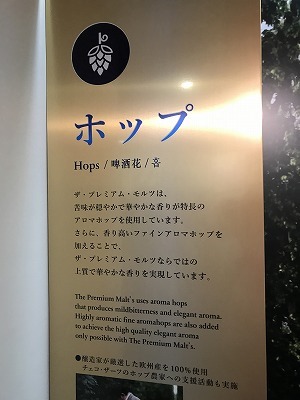 ホップ
Hops / 啤酒花 / 홉
ザ・プレミアム・モルツは、
苦味が穏やかで華やかな香りが特長の
アロマホップを使用しています。
さらに、香り高いファインアロマホップを
加えることで、
ザ・プレミアム・モルツならではの
上質で華やかな香りを実現しています。
The Premium Malt's uses aroma hops
that produces mildbitterness and elegant aroma.
Highly aromatic fine aromahops are also added
to achieve the high quality elegant aroma
only possible with The Premium Malt's.
●醸造家が厳選した欧州産を100%使用
チェコ・ザーツのホップ農家への支援活動も実施